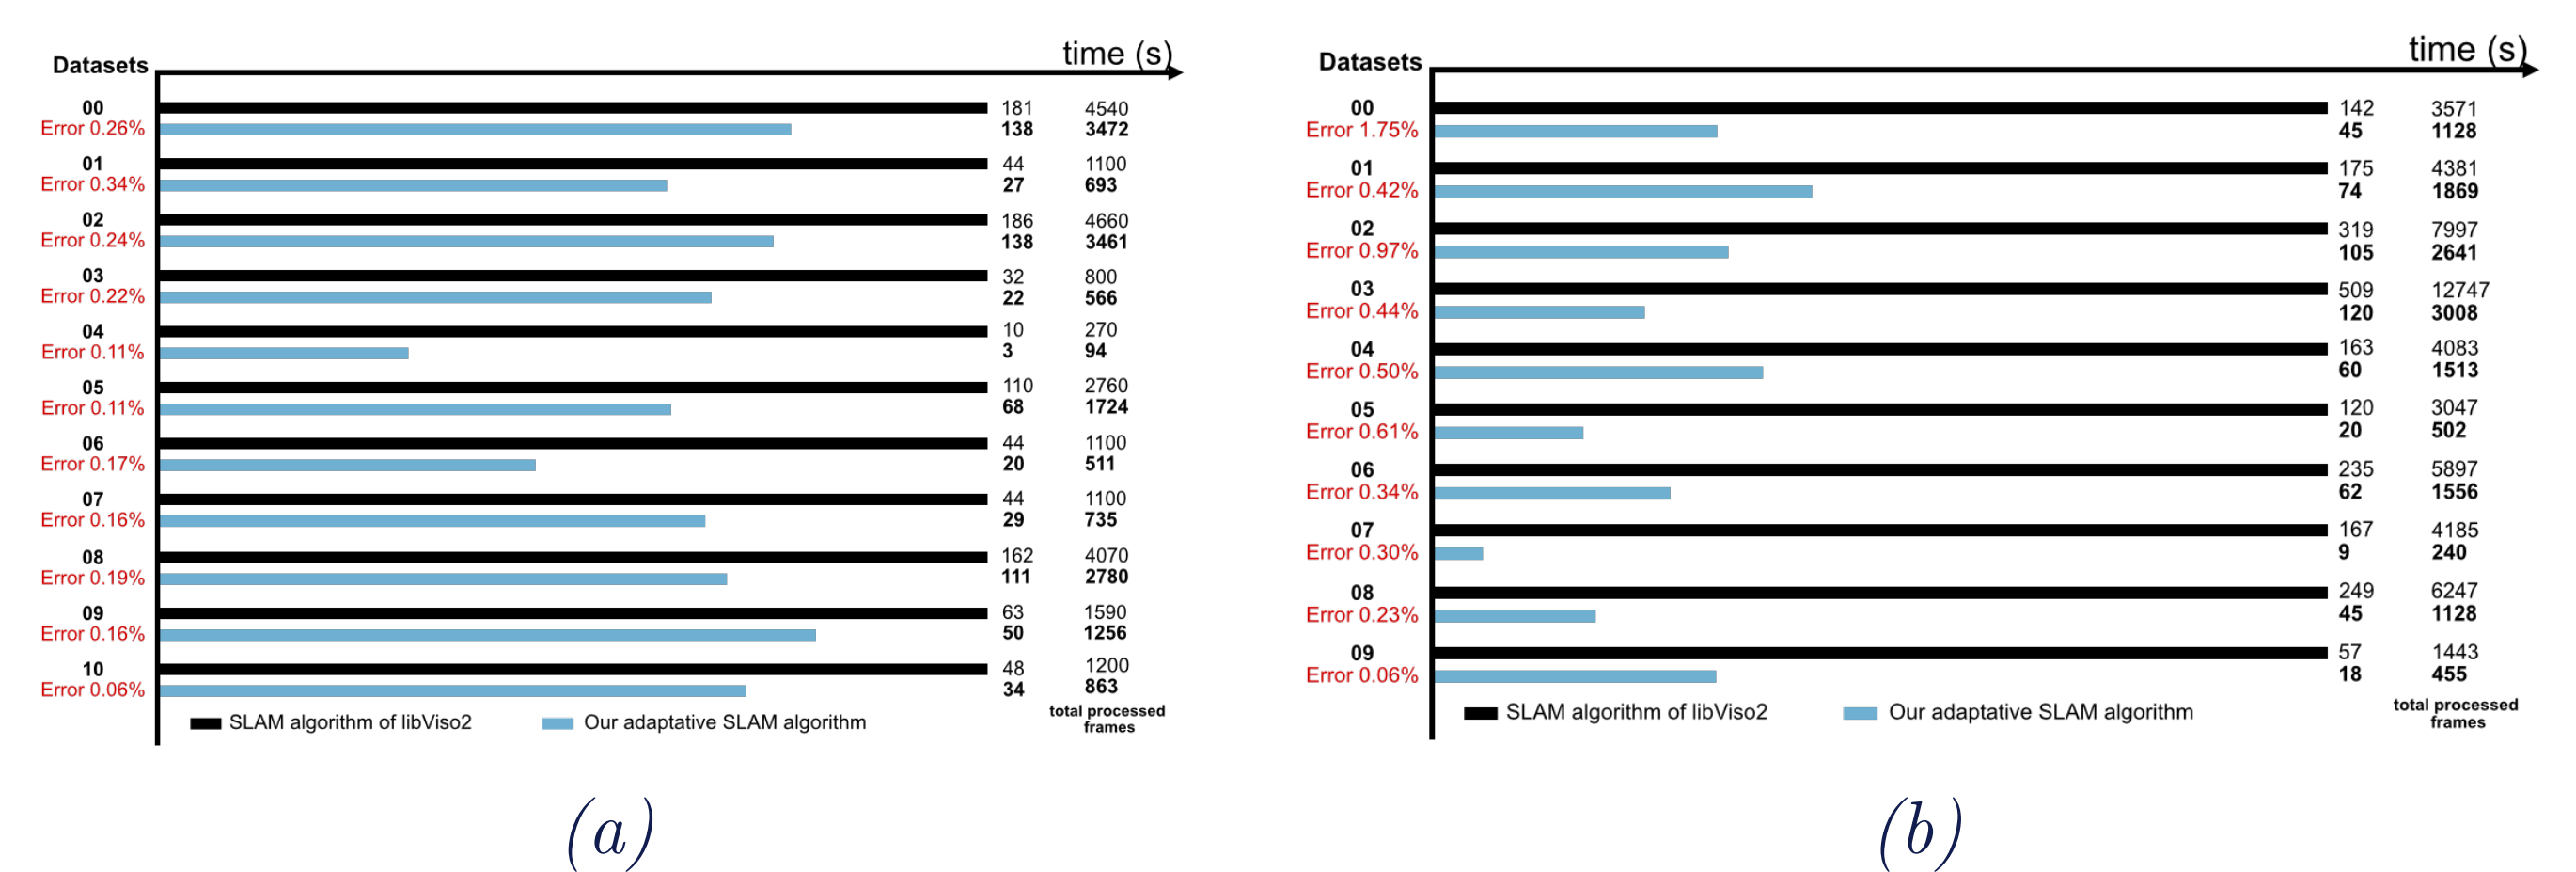 time (s)
Datasets
00 181 4540
Error 0.26% 138 3472
01 44 1100
Error 0.34% 27 693
02 186 4660
Error 0.24% 138 3461
03 32 800
Error 0.22% 22 566
04 10 270
Error 0.11% 3 94
05 110 2760
Error 0.11% 68 1724
06 44 1100
Error 0.17% 20 511
07 44 1100
Error 0.16% 29 735
08 162 4070
Error 0.19% 111 2780
09 63 1590
Error 0.16% 50 1256
10 48 1200
Error 0.06% 34 863
total processed
frames
SLAM algorithm of libViso2 Our adaptative SLAM algorithm
(a)
time (s)
Datasets
00 142 3571
Error 1.75% 45 1128
01 175 4381
Error 0.42% 74 1869
02 319 7997
Error 0.97% 105 2641
03 509 12747
Error 0.44% 120 3008
04 163 4083
Error 0.50% 60 1513
05 120 3047
Error 0.61% 20 502
06 235 5897
Error 0.34% 62 1556
07 167 4185
Error 0.30% 9 240
08 249 6247
Error 0.23% 45 1128
09 57 1443
Error 0.06% 18 455
total processed
frames
SLAM algorithm of libViso2 Our adaptative SLAM algorithm
(b)